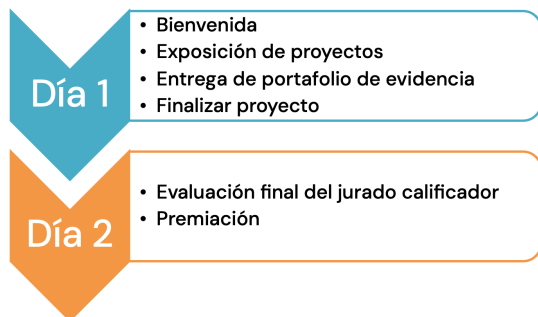 Día 1
• Bienvenida
• Exposición de proyectos
• Entrega de portafolio de evidencia
• Finalizar proyecto
Día 2
• Evaluación final del jurado calificador
• Premiación